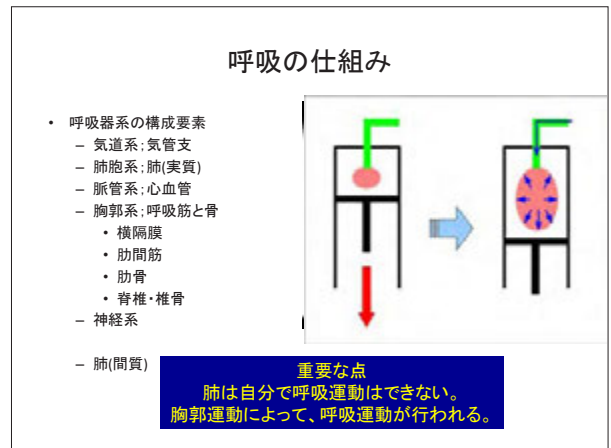 呼吸の仕組み
• 呼吸器系の構成要素
– 気道系;気管支
– 肺胞系;肺(実質)
– 脈管系;心血管
– 胸郭系;呼吸筋と骨
• 横隔膜
• 肋間筋
• 肋骨
• 脊椎・椎骨
– 神経系
– 肺(間質)
重要な点
肺は自分で呼吸運動はできない。
胸郭運動によって、呼吸運動が行われる。